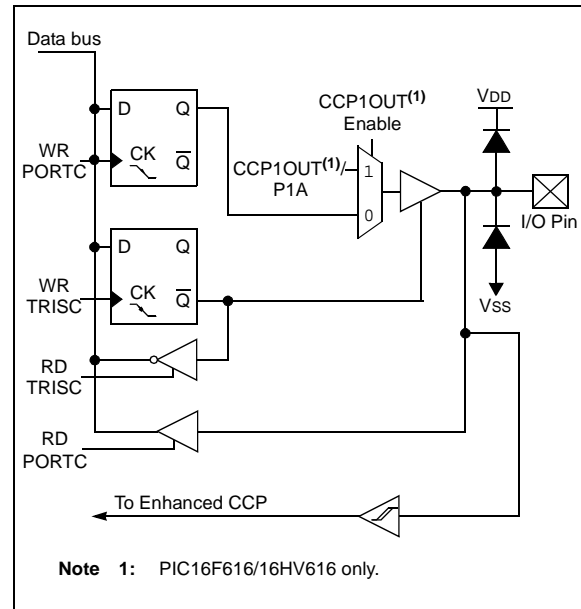 Data bus
D Q
CK Q
WR
PORTC
CCP1OUT(1)
Enable
CCP1OUT(1)/
P1A
1
0
VDD
I/O Pin
VSS
D Q
CK Q
WR
TRISC
RD
TRISC
RD
PORTC
To Enhanced CCP
Note 1: PIC16F616/16HV616 only.